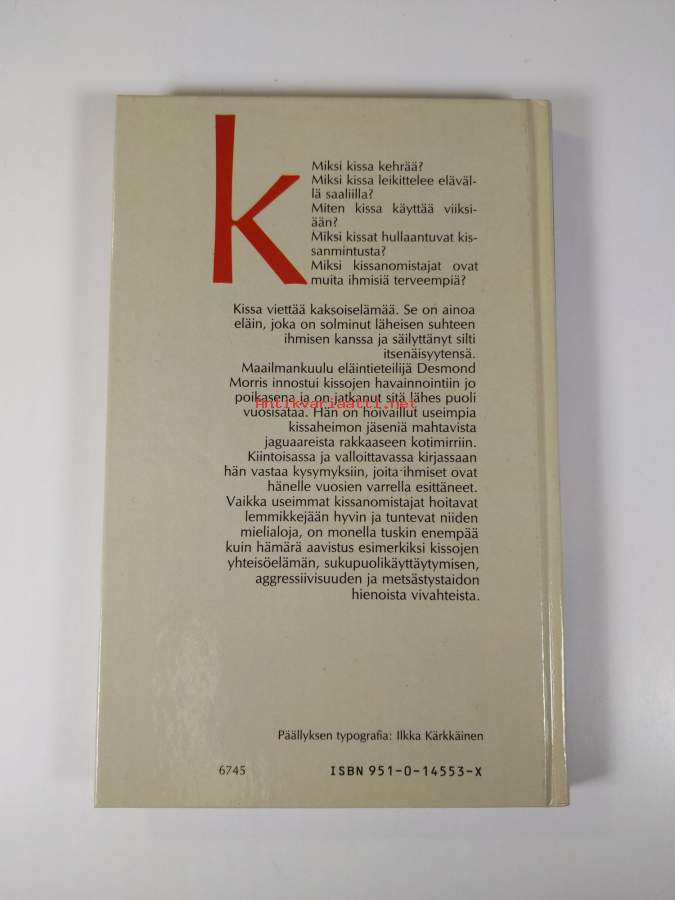 k
Miksi kissa kehrää?
Miksi kissa leikittelee eläväl-
lä saaliilla?
Miten kissa käyttää viiksi-
ään?
Miksi kissat hullaantuvat kis-
sanmintusta?
Miksi kissanomistajat ovat
muita ihmisiä terveempiä?
Kissa viettää kaksoiselämää. Se on ainoa
eläin, joka on solminut läheisen suhteen
ihmisen kanssa ja säilyttänyt silti
itsenäisyytensä.
Maailmankuulu eläintieteilijä Desmond
Morris innostui kissojen havainnointiin jo
poikasena ja on jatkanut sitä lähes puoli
Antikvariaatti.net
vuosisataa. Hän on hoivaillut useimpia
kissaheimon jäseniä mahtavista
jaguaareista rakkaaseen kotimirriin.
Kiintoisassa ja valloittavassa kirjassaan
hän vastaa kysymyksiin, joita ihmiset ovat
hänelle vuosien varrella esittäneet.
Vaikka useimmat kissanomistajat hoitavat
lemmikkejään hyvin ja tuntevat niiden
mielialoja, on monella tuskin enempää
kuin hämärä aavistus esimerkiksi kissojen
yhteisöelämän, sukupuolikäyttäytymisen,
aggressiivisuuden ja metsästystaidon
hienoista vivahteista.
Päällyksen typografia: Ilkka Kärkkäinen
6745 ISBN 951-0-14553-X